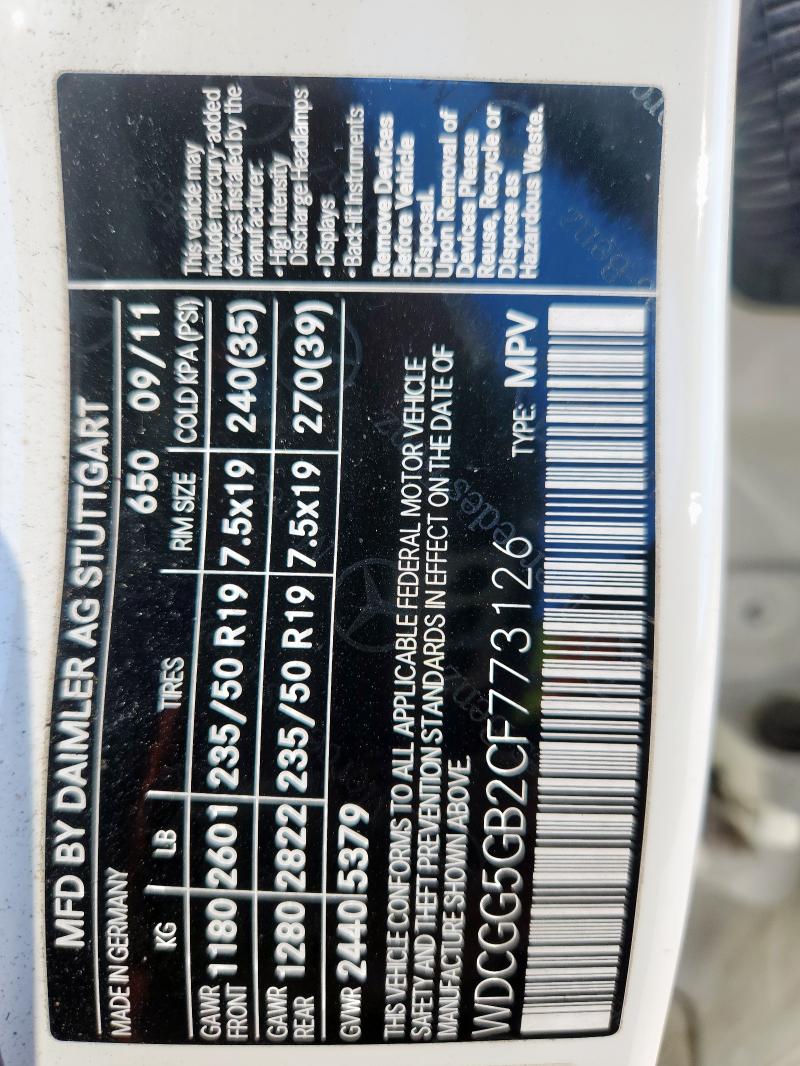 MFD BY DAIMLER AG STUTTGART
MADE IN GERMANY 650 09/11
KG LB TIRES RIM SIZE COLD KPA (PSI)
GAWR FRONT 1180 2601 235/50 R19 7.5x19 240(35)
GAWR REAR 1280 2822 235/50 R19 7.5x19 270(39)
GVWR 2440 5379
THIS VEHICLE CONFORMS TO ALL APPLICABLE FEDERAL MOTOR VEHICLE
SAFETY AND THEFT PREVENTION STANDARDS IN EFFECT ON THE DATE OF
MANUFACTURE SHOWN ABOVE.
WDCGG5GB2CF773126 TYPE: MPV
This vehicle may
include mercury-added
devices installed by the
manufacturer:
• High Intensity
Discharge Headlamps
• Displays
• Back-lit Instruments
Remove Devices
Before Vehicle
Disposal.
Upon Removal of
Devices Please
Reuse, Recycle or
Dispose as
Hazardous Waste.